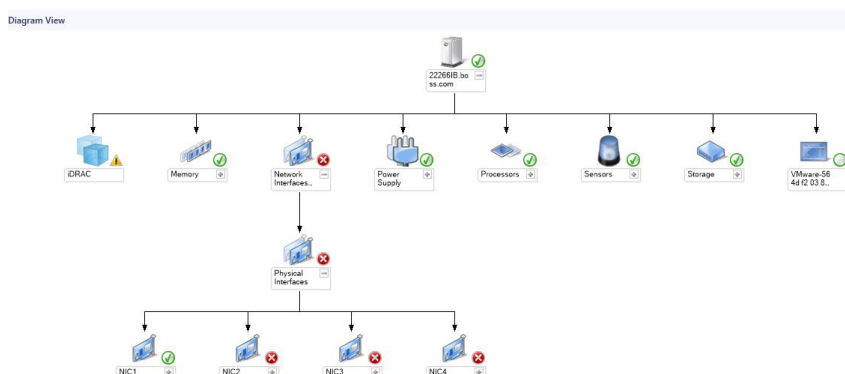 Diagram View
22266IB.bo
ss.com
iDRAC
Memory
Network
Interfaces..
Power
Supply
Processors
Sensors
Storage
VMware-56
4d f2 03 8..
Physical
Interfaces
NIC1
NIC2
NIC3
NIC4